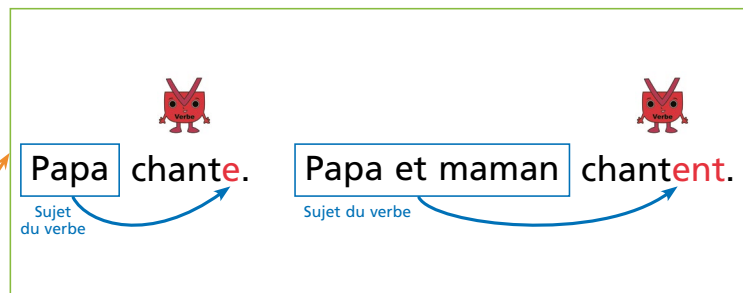 Verbe Verbe
Papa chante. Papa et maman chantent.
Sujet
du verbe
Sujet du verbe